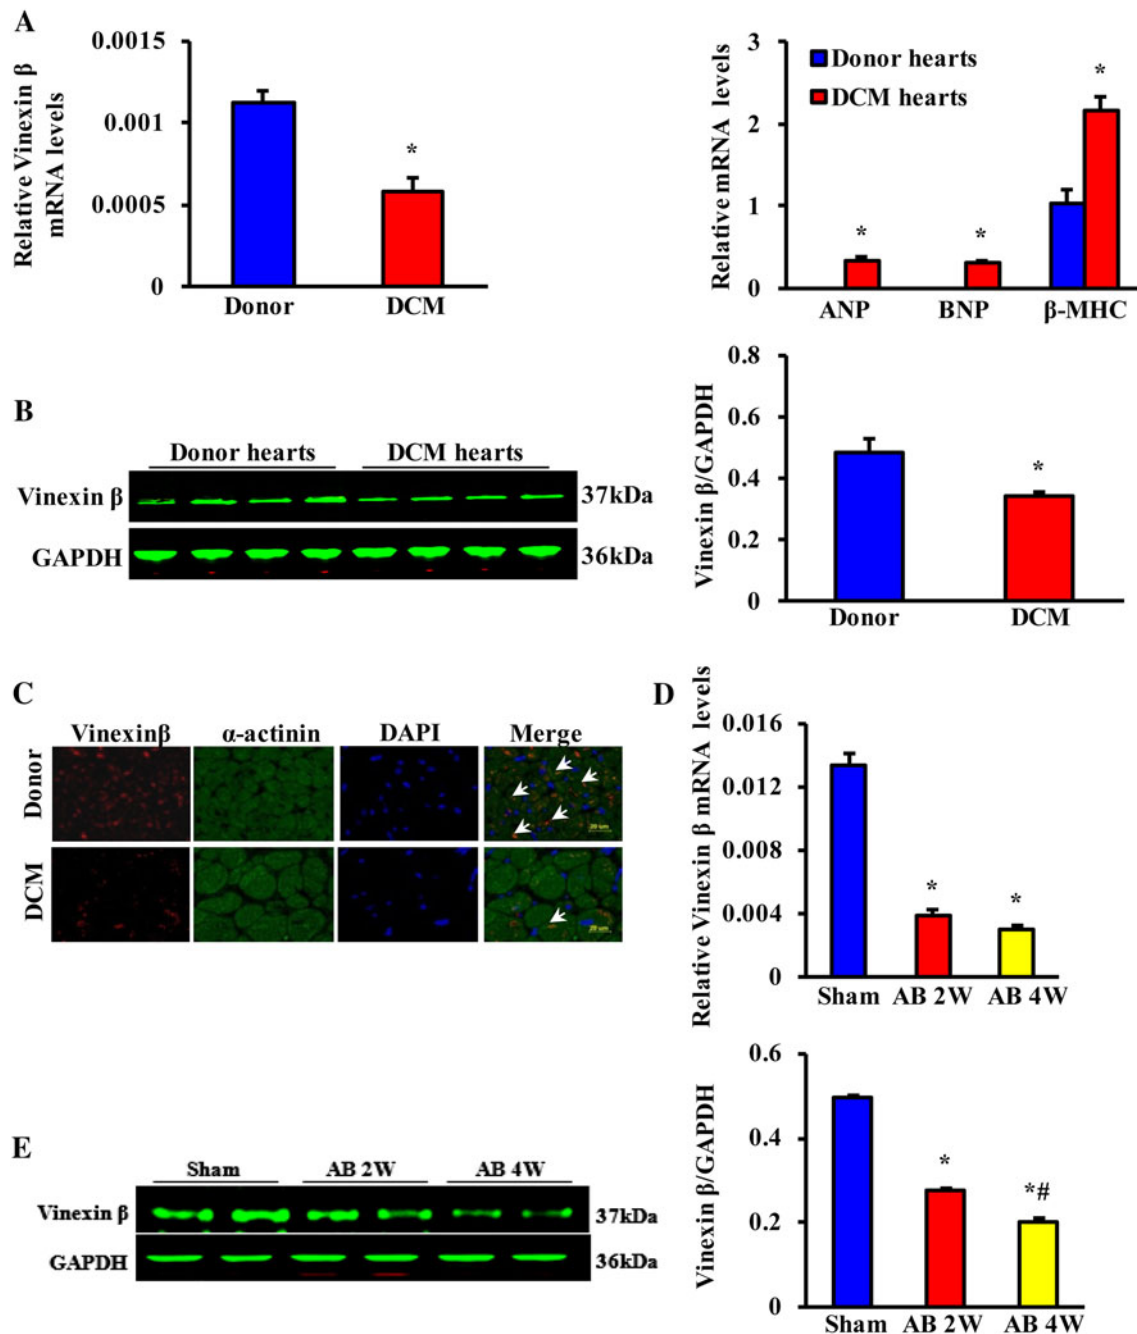 A
Relative Vinexin β
mRNA levels
0.0015
0.001
0.0005
0
*
Donor
DCM
Relative mRNA levels
3
2
1
0
Donor hearts
DCM hearts
*
*
*
ANP
BNP
β-MHC
B
Donor hearts
DCM hearts
Vinexin β
37kDa
GAPDH
36kDa
Vinexin β/GAPDH
0.8
0.6
0.4
0.2
0
*
Donor
DCM
C
Vinexinβ
α-actinin
DAPI
Merge
Donor
20 um
DCM
20 um
D
Relative Vinexin β mRNA levels
0.016
0.012
0.008
0.004
0
*
*
Sham
AB 2W
AB 4W
E
Sham
AB 2W
AB 4W
Vinexin β
37kDa
GAPDH
36kDa
Vinexin β/GAPDH
0.6
0.4
0.2
0
*
*#
Sham
AB 2W
AB 4W